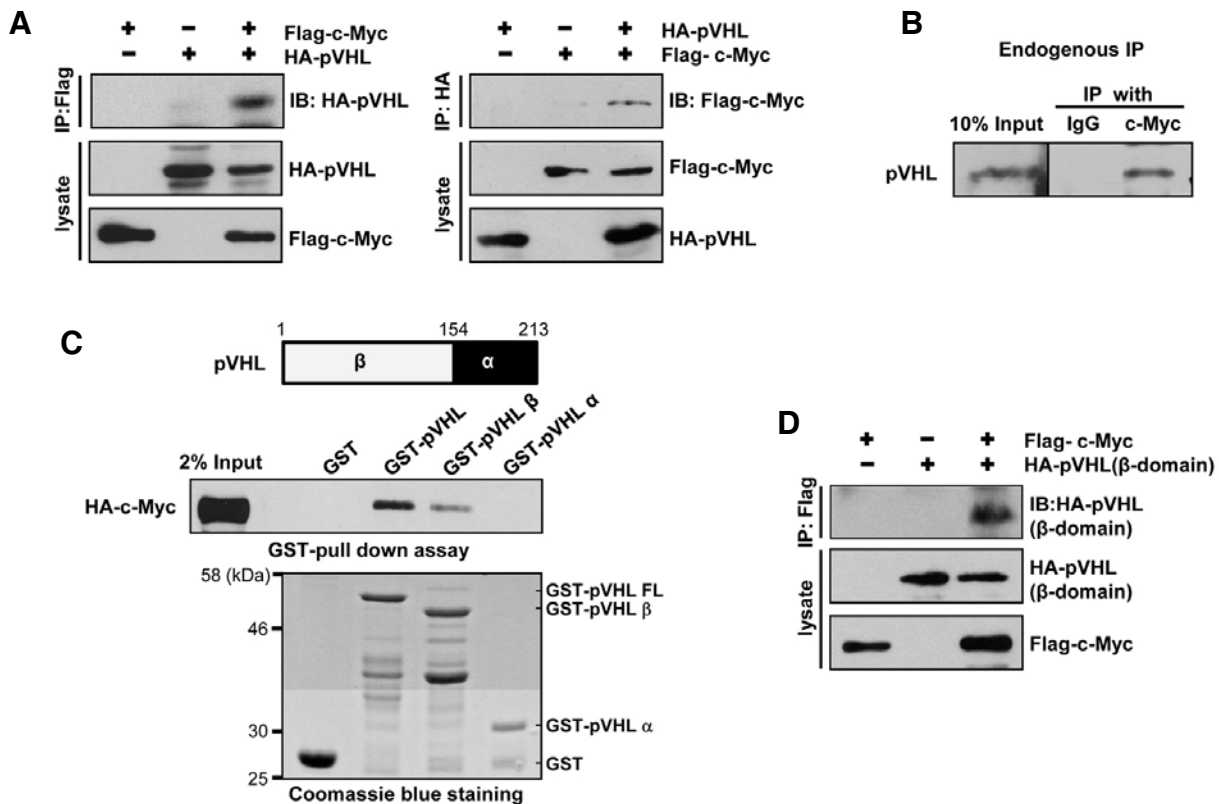 A
+ − + Flag-c-Myc
− + + HA-pVHL
IP:Flag
IB: HA-pVHL
lysate
HA-pVHL
Flag-c-Myc
+ − + HA-pVHL
− + + Flag- c-Myc
IP: HA
IB: Flag-c-Myc
lysate
Flag-c-Myc
HA-pVHL
B
Endogenous IP
IP with
10% Input IgG c-Myc
pVHL
C
1 154 213
pVHL β α
2% Input GST GST-pVHL GST-pVHL β GST-pVHL α
HA-c-Myc
GST-pull down assay
58 (kDa)
GST-pVHL FL
GST-pVHL β
46
30
GST-pVHL α
GST
25
Coomassie blue staining
D
+ − + Flag- c-Myc
− + + HA-pVHL(β-domain)
IP: Flag
IB:HA-pVHL
(β-domain)
lysate
HA-pVHL
(β-domain)
Flag-c-Myc